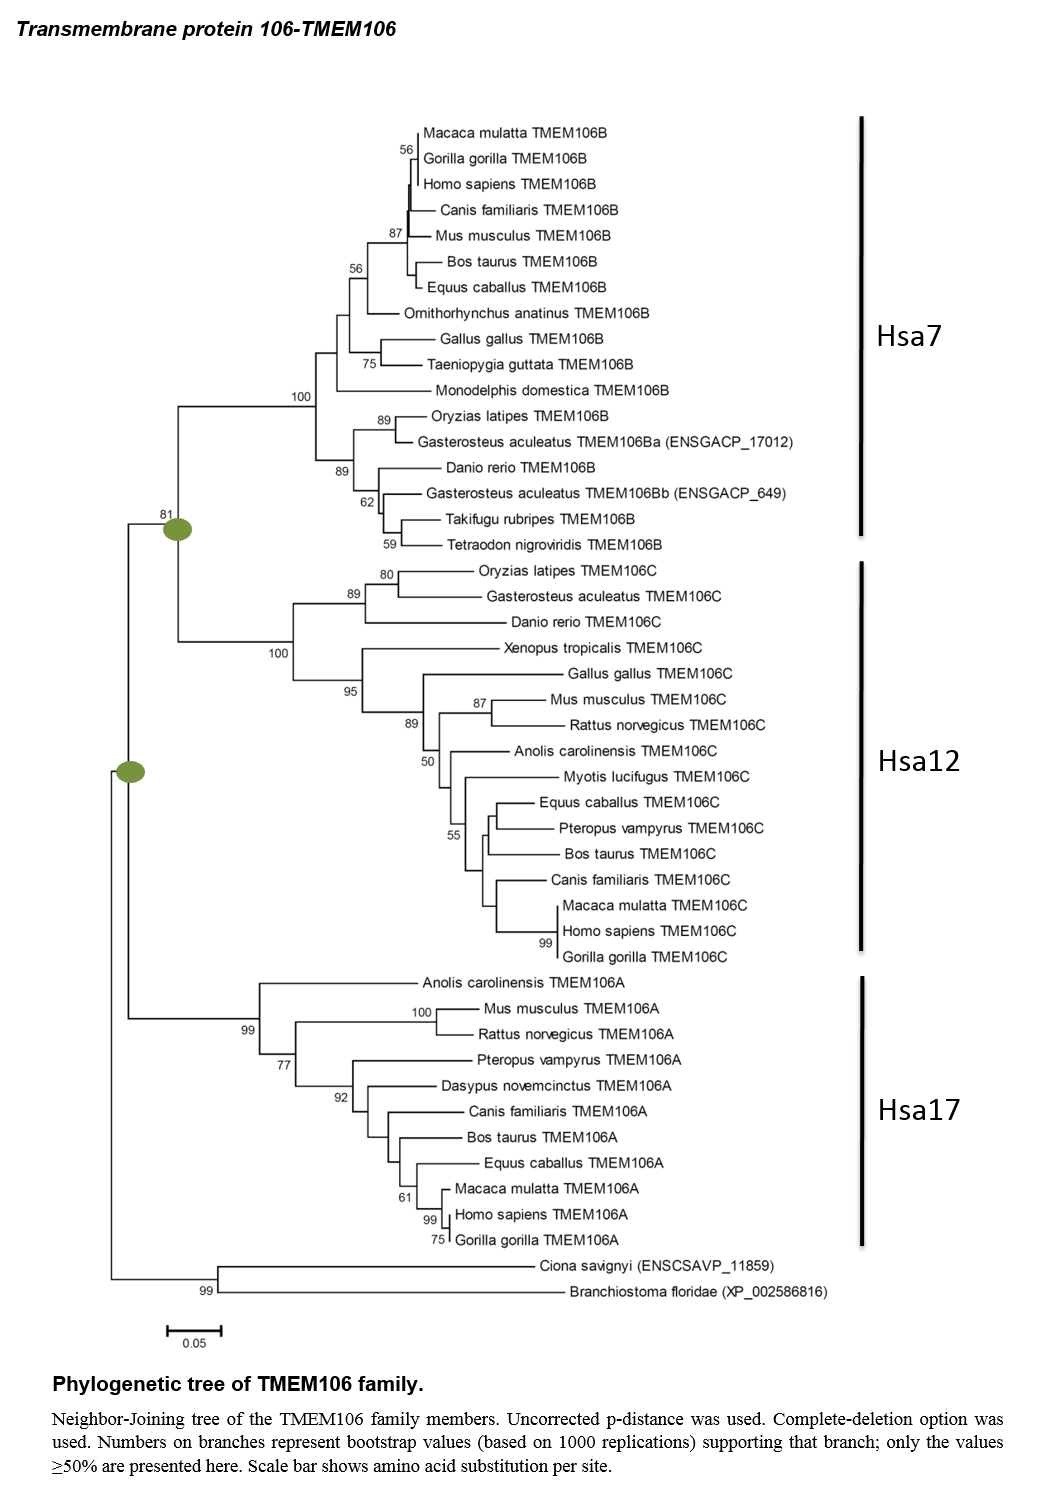 Transmembrane protein 106-TMEM106
Macaca mulatta TMEM106B
56
Gorilla gorilla TMEM106B
Homo sapiens TMEM106B
Canis familiaris TMEM106B
87
Mus musculus TMEM106B
Bos taurus TMEM106B
56
Equus caballus TMEM106B
Ornithorhynchus anatinus TMEM106B
Hsa7
Gallus gallus TMEM106B
75
Taeniopygia guttata TMEM106B
Monodelphis domestica TMEM106B
100
Oryzias latipes TMEM106B
89
Gasterosteus aculeatus TMEM106Ba (ENSGACP_17012)
89
Danio rerio TMEM106B
Gasterosteus aculeatus TMEM106Bb (ENSGACP_649)
62
Takifugu rubripes TMEM106B
81
59
Tetraodon nigroviridis TMEM106B
Oryzias latipes TMEM106C
80
89
Gasterosteus aculeatus TMEM106C
Danio rerio TMEM106C
100
Xenopus tropicalis TMEM106C
Gallus gallus TMEM106C
95
Mus musculus TMEM106C
87
89
Rattus norvegicus TMEM106C
Anolis carolinensis TMEM106C
50
Hsa12
Myotis lucifugus TMEM106C
Equus caballus TMEM106C
Pteropus vampyrus TMEM106C
55
Bos taurus TMEM106C
Canis familiaris TMEM106C
Macaca mulatta TMEM106C
Homo sapiens TMEM106C
99
Gorilla gorilla TMEM106C
Anolis carolinensis TMEM106A
Mus musculus TMEM106A
100
99
Rattus norvegicus TMEM106A
Pteropus vampyrus TMEM106A
77
Dasypus novemcinctus TMEM106A
92
Canis familiaris TMEM106A
Hsa17
Bos taurus TMEM106A
Equus caballus TMEM106A
Macaca mulatta TMEM106A
61
Homo sapiens TMEM106A
99
75
Gorilla gorilla TMEM106A
Ciona savignyi (ENSCSAVP_11859)
99
Branchiostoma floridae (XP_002586816)
0.05
Phylogenetic tree of TMEM106 family.
Neighbor-Joining tree of the TMEM106 family members. Uncorrected p-distance was used. Complete-deletion option was
used. Numbers on branches represent bootstrap values (based on 1000 replications) supporting that branch; only the values
≥50% are presented here. Scale bar shows amino acid substitution per site.